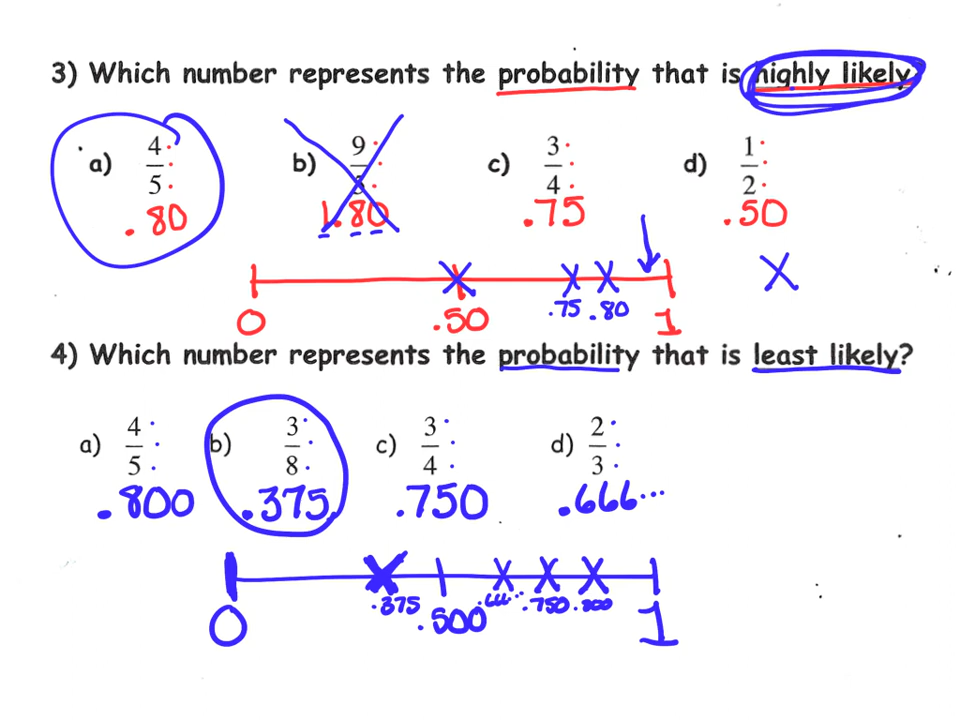 3) Which number represents the probability that is highly likely?
a) 4/5 b) 9/5 c) 3/4 d) 1/2
.80 1.80 .75 .50
.75 .80
0 .50 1
4) Which number represents the probability that is least likely?
a) 4/5 b) 3/8 c) 3/4 d) 2/3
.800 .375 .750 .666...
.375 .500 .666... .750 .800
0 1